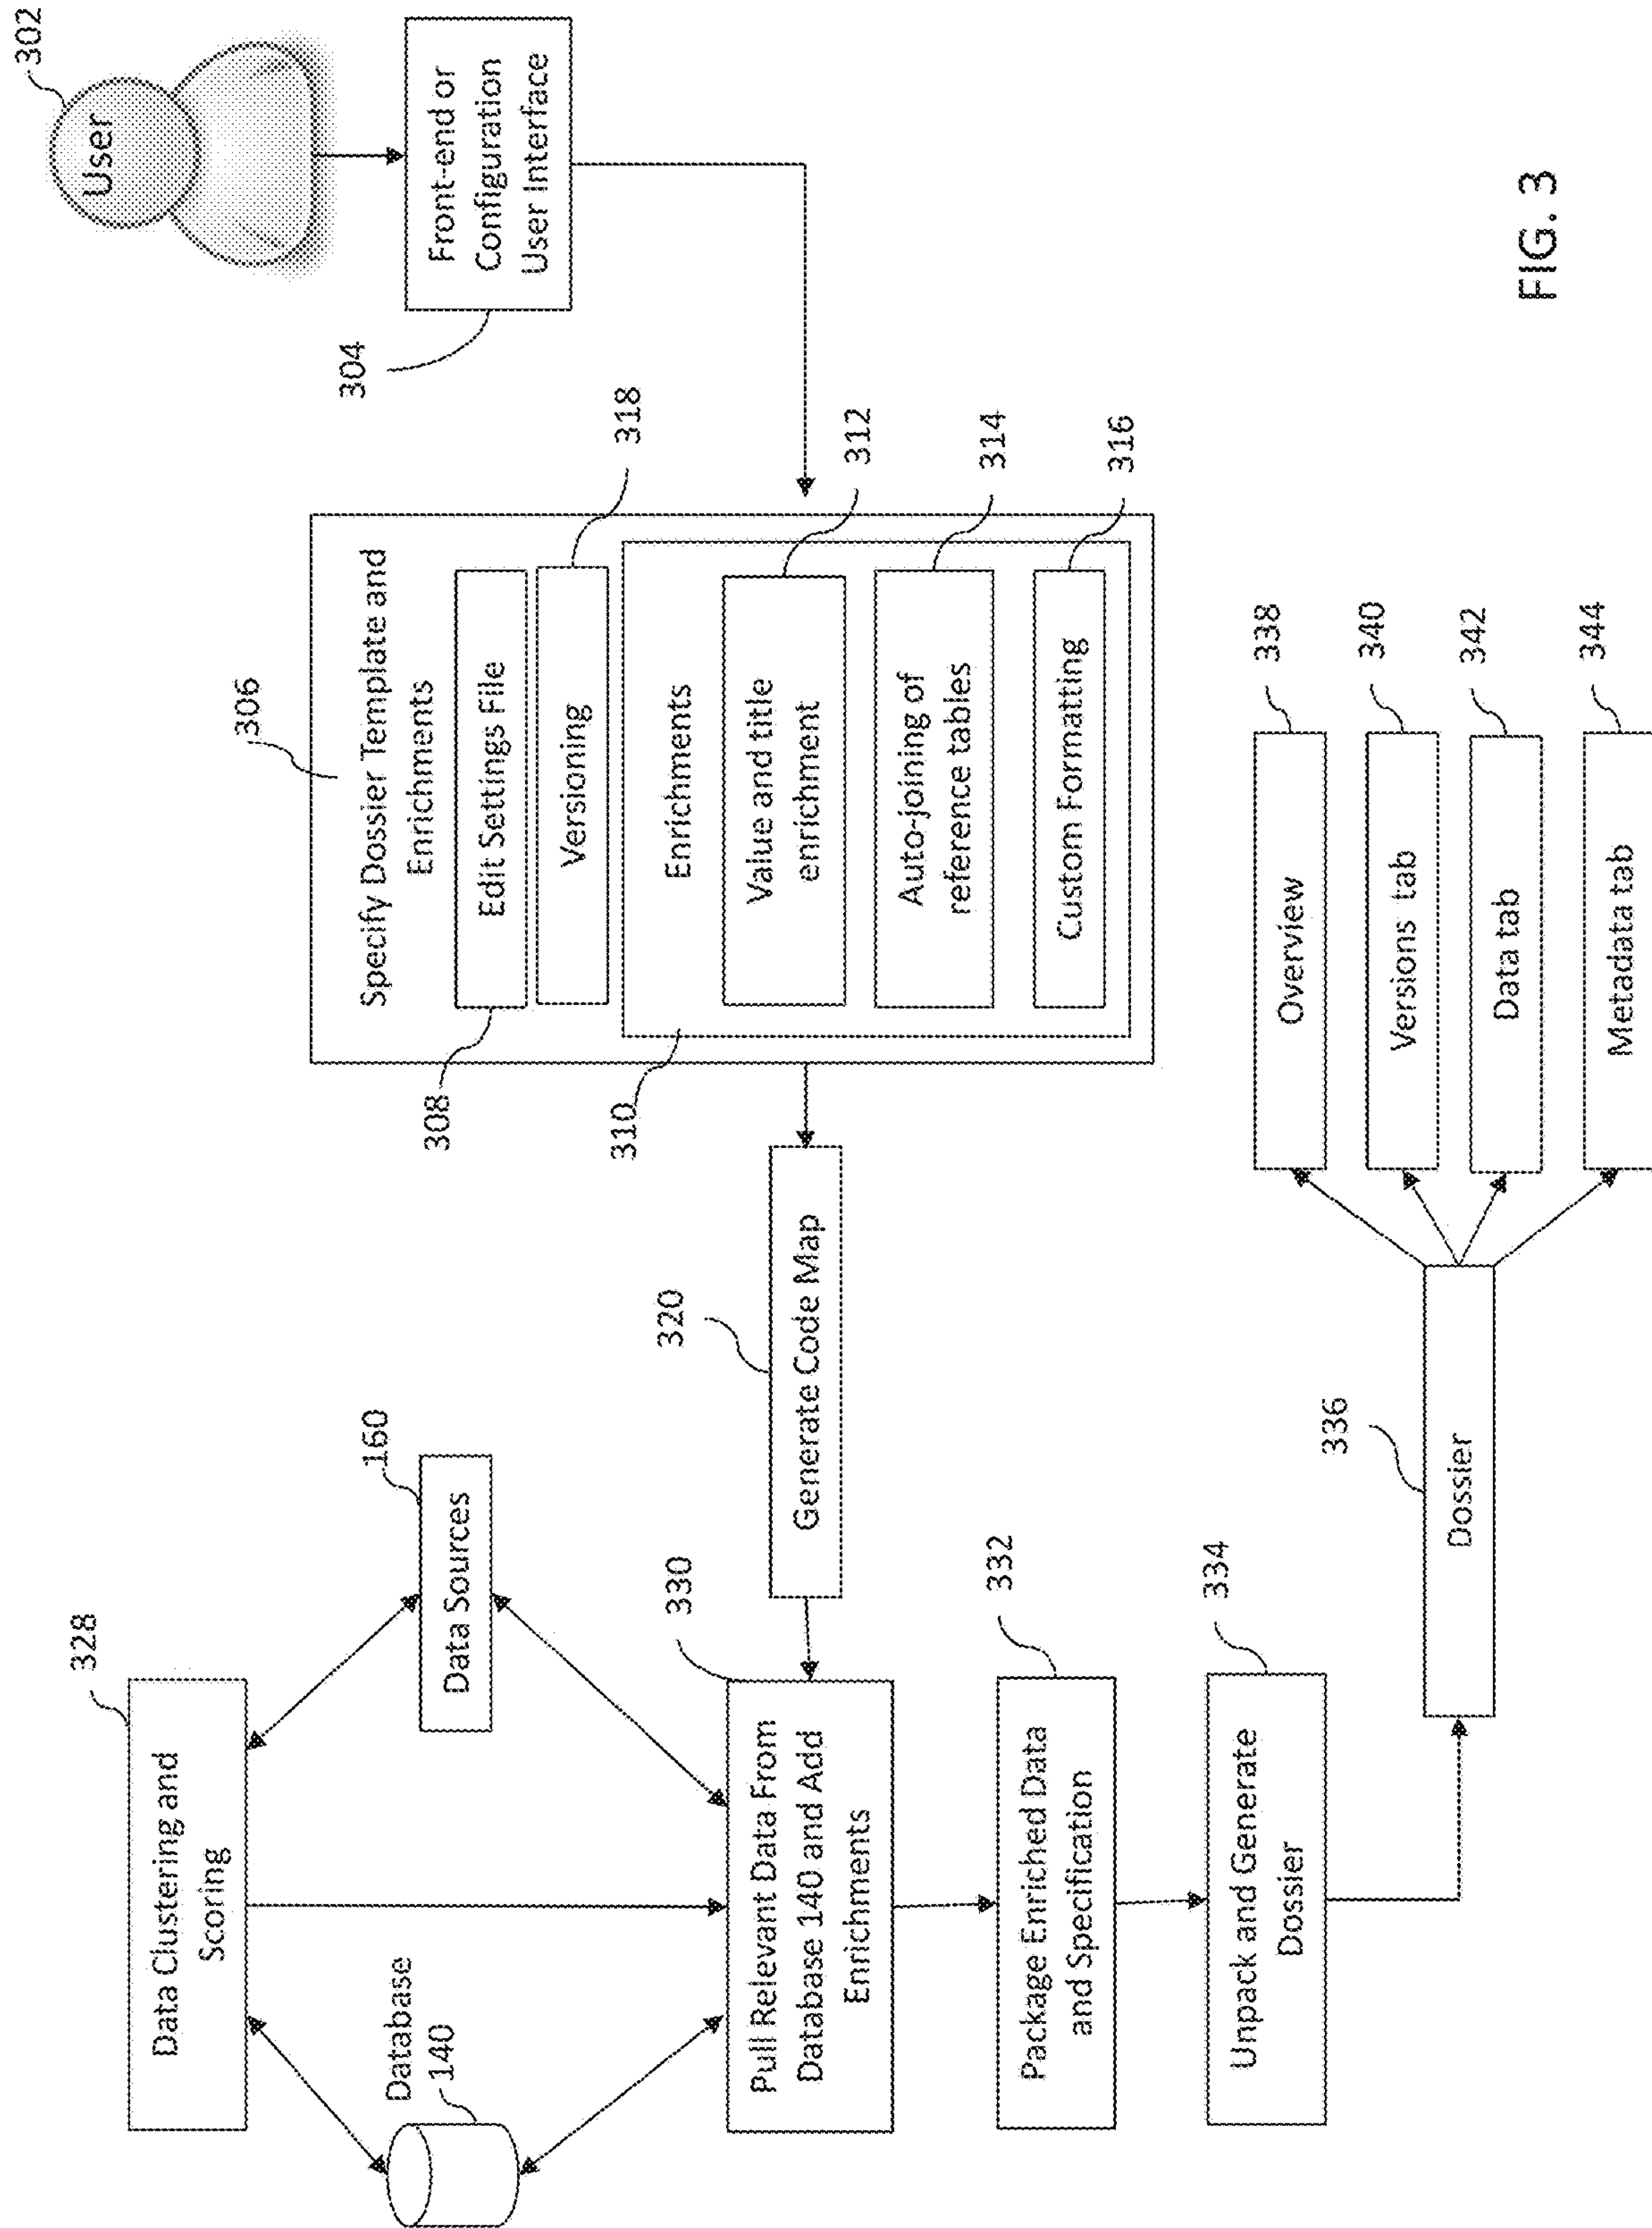 328
Data Clustering and
Scoring
Database
140
160
Data Sources
330
Pull Relevant Data From
Database 140 and Add
Enrichments
320
Generate Code Map
332
Package Enriched Data
and Specification
334
Unpack and Generate
Dossier
306
Specify Dossier Template and
Enrichments
308
Edit Settings File
318
Versioning
310
Enrichments
312
Value and title
enrichment
314
Auto-joining of
reference tables
316
Custom Formatting
302
User
304
Front-end or
Configuration
User Interface
336
Dossier
338
Overview
340
Versions tab
342
Data tab
344
Metadata tab
FIG. 3